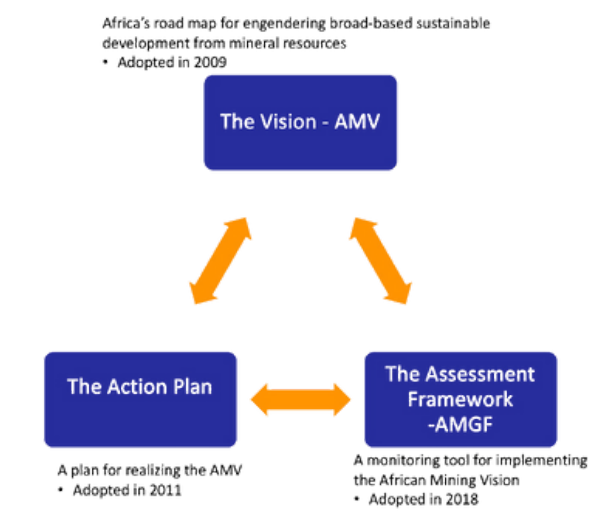 Africa's road map for engendering broad-based sustainable
development from mineral resources
• Adopted in 2009
The Vision - AMV
The Action Plan
The Assessment
Framework
-AMGF
A plan for realizing the AMV
• Adopted in 2011
A monitoring tool for implementing
the African Mining Vision
• Adopted in 2018